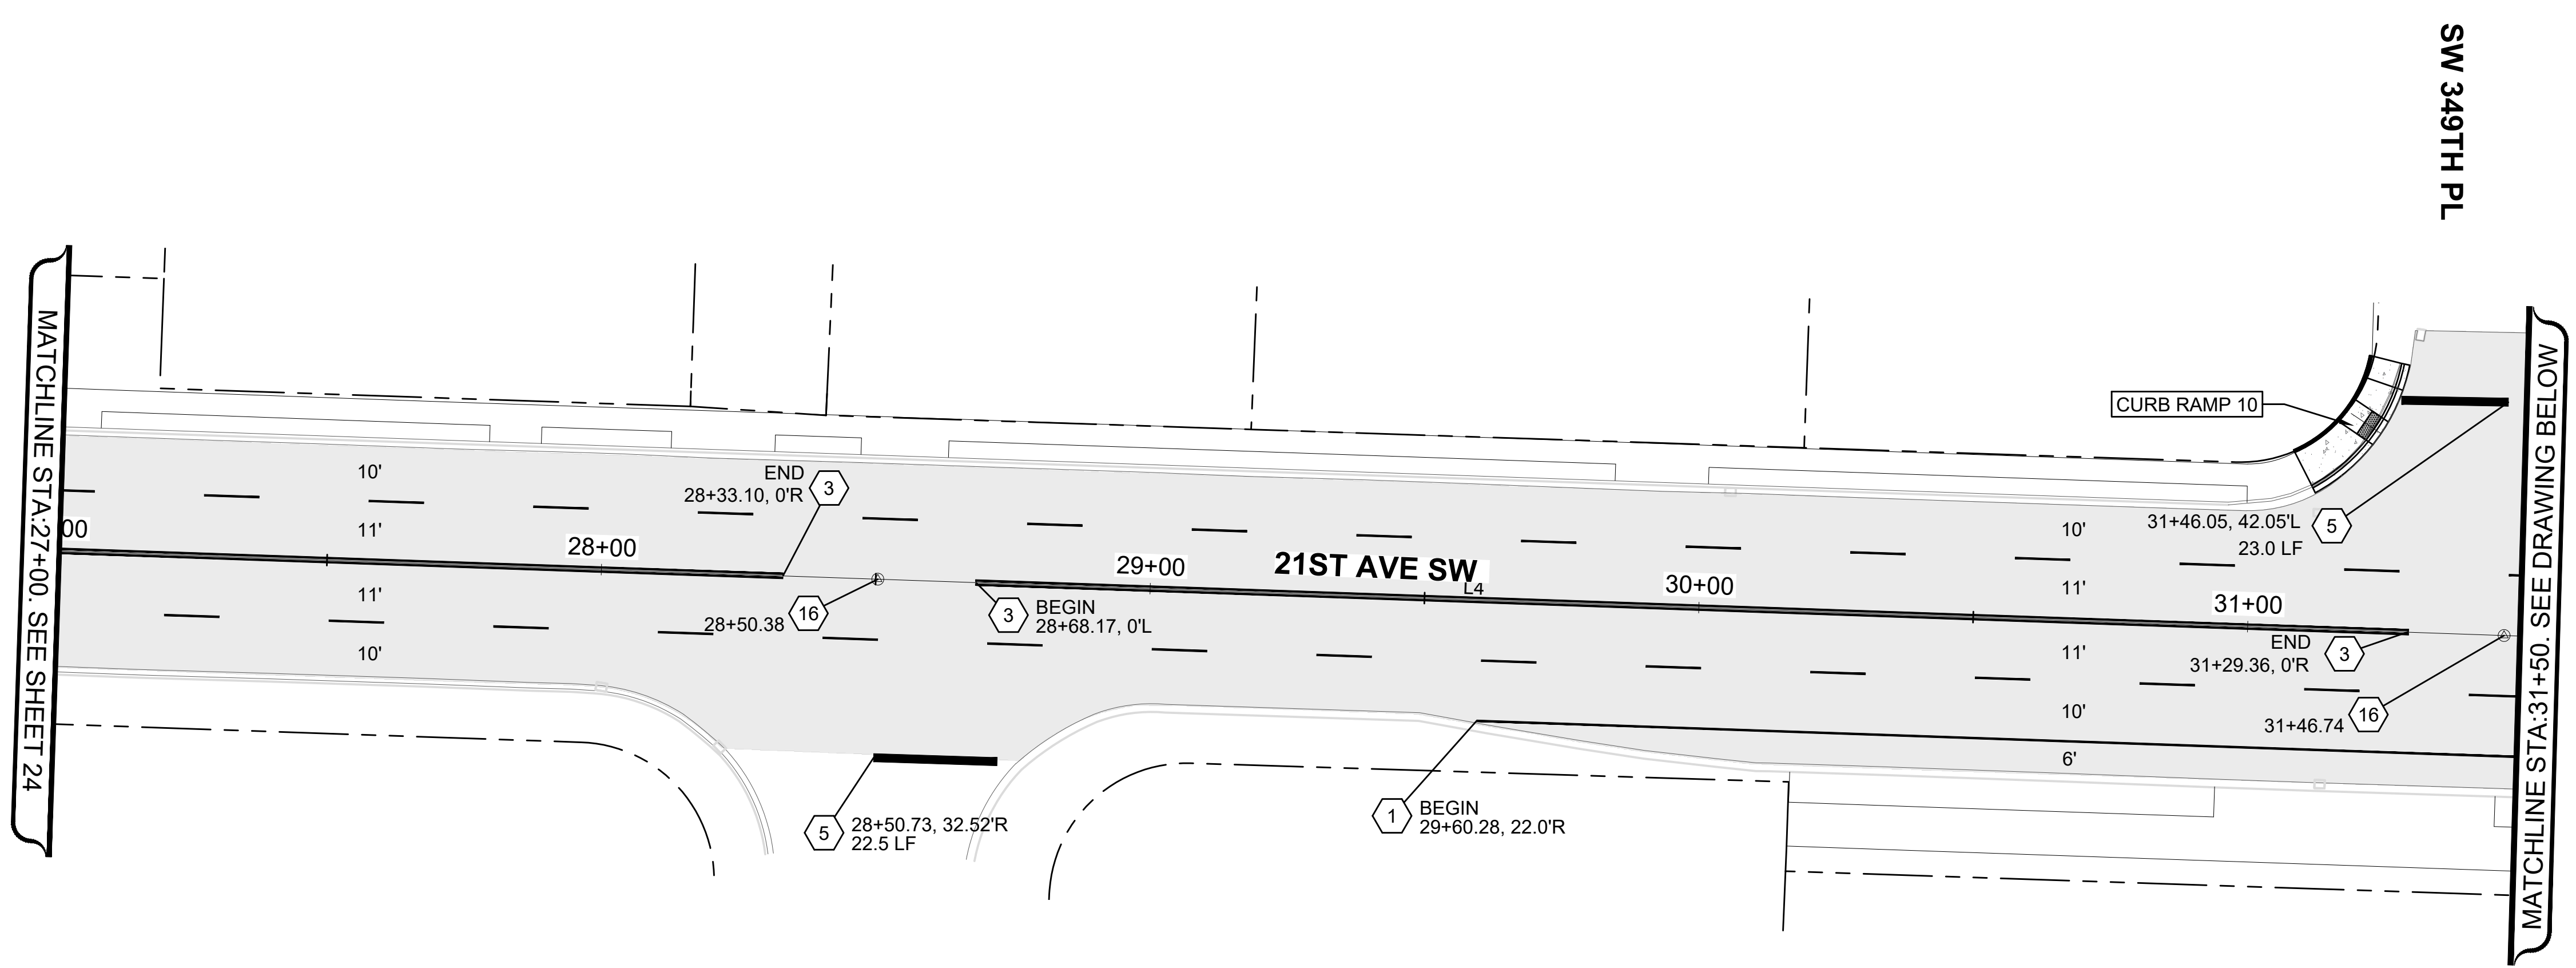 SW 349TH PL
MATCHLINE STA:27+00. SEE SHEET 24
00
10'
11'
11'
10'
28+00
END
28+33.10, 0'R
3
16
28+50.38
3
BEGIN
28+68.17, 0'L
5
28+50.73, 32.52'R
22.5 LF
29+00
21ST AVE SW
L4
30+00
1
BEGIN
29+60.28, 22.0'R
CURB RAMP 10
10'
11'
11'
10'
6'
31+46.05, 42.05'L
23.0 LF
5
31+00
END
31+29.36, 0'R
3
16
31+46.74
MATCHLINE STA:31+50. SEE DRAWING BELOW